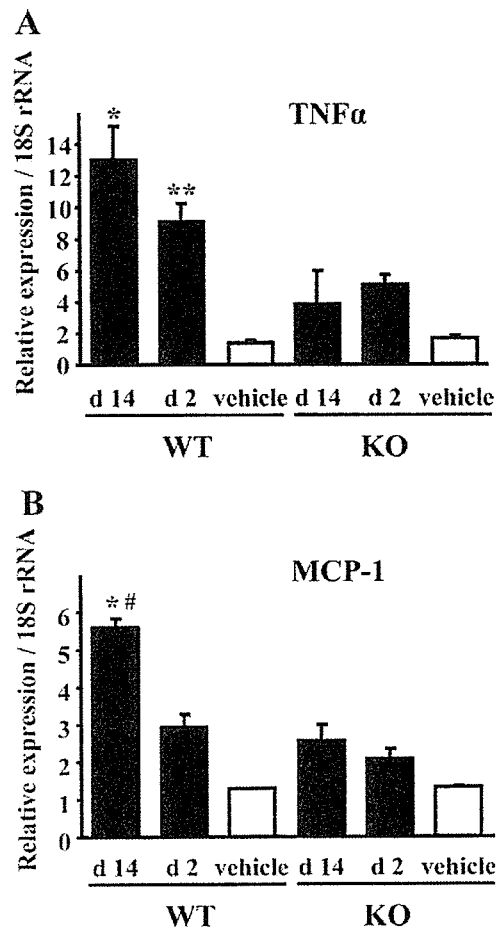 A
TNFα
Relative expression / 18S rRNA
14
12
10
8
6
4
2
0
*
**
d 14 d 2 vehicle d 14 d 2 vehicle
WT KO
B
MCP-1
Relative expression / 18S rRNA
6
5
4
3
2
1
0
* #
d 14 d 2 vehicle d 14 d 2 vehicle
WT KO